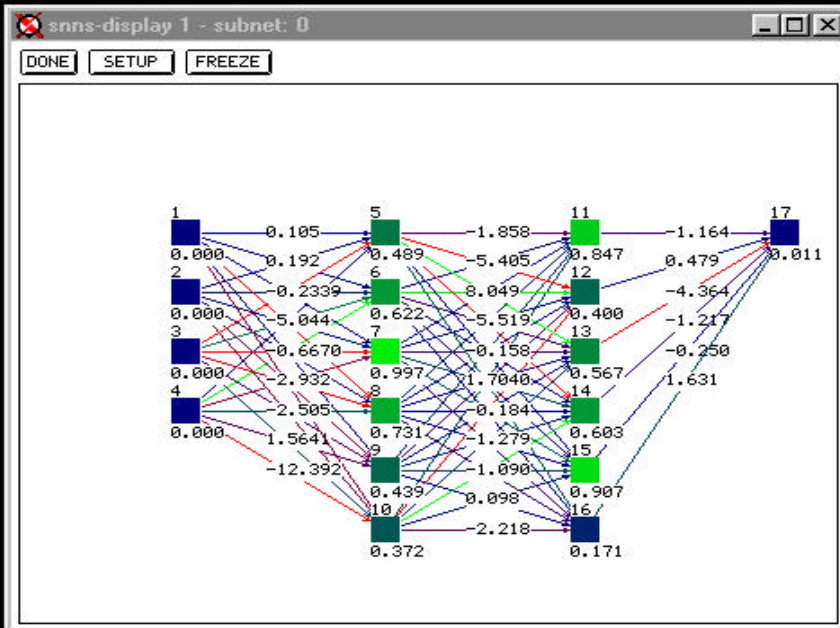 snns-display 1 - subnet: 0
DONE SETUP FREEZE
1 5 11 17
0.105 -1.858 -1.164
0.000 0.489 0.847 0.011
0.192 -5.405 0.479
2 6 12
-0.2339 8.049 -4.364
0.000 0.622 0.400
-5.044 -5.519 -1.217
3 7 13
-0.6670 -0.158 -0.250
0.000 0.997 0.567
-2.932 1.7040 1.631
4 8 14
-2.505 -0.184
0.000 0.731 0.603
1.5641 -1.279
9 15
-12.392 -1.090
0.439 0.907
0.098
10 16
-2.218
0.372 0.171